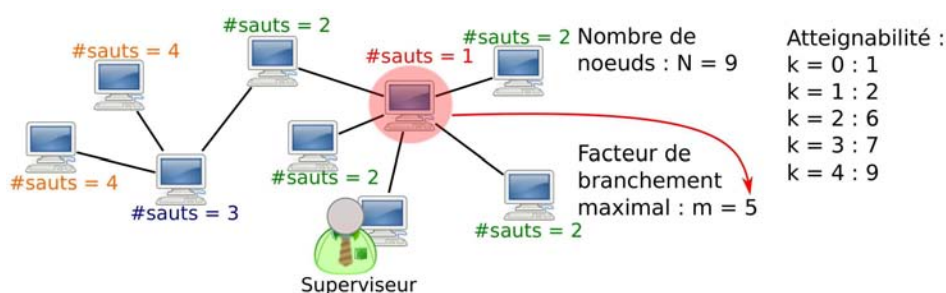 #sauts = 2
#sauts = 4
#sauts = 1
#sauts = 2
Nombre de
noeuds : N = 9
#sauts = 4
#sauts = 3
#sauts = 2
#sauts = 2
Superviseur
Facteur de
branchement
maximal : m = 5
Atteignabilité :
k = 0 : 1
k = 1 : 2
k = 2 : 6
k = 3 : 7
k = 4 : 9